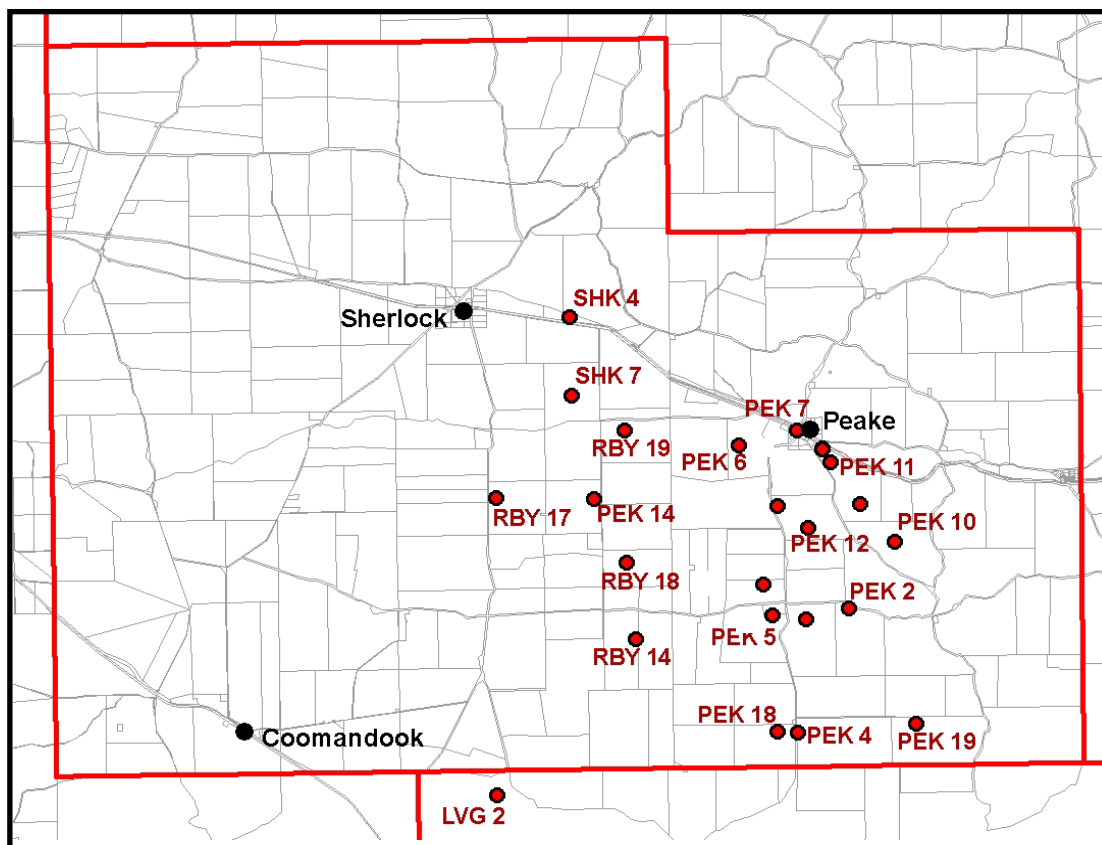 SHK 4
Sherlock
SHK 7
PEK 7
Peake
RBY 19
PEK 6
PEK 11
RBY 17
PEK 14
PEK 12
PEK 10
RBY 18
PEK 2
PEK 5
RBY 14
PEK 18
PEK 4
PEK 19
Coomandook
LVG 2